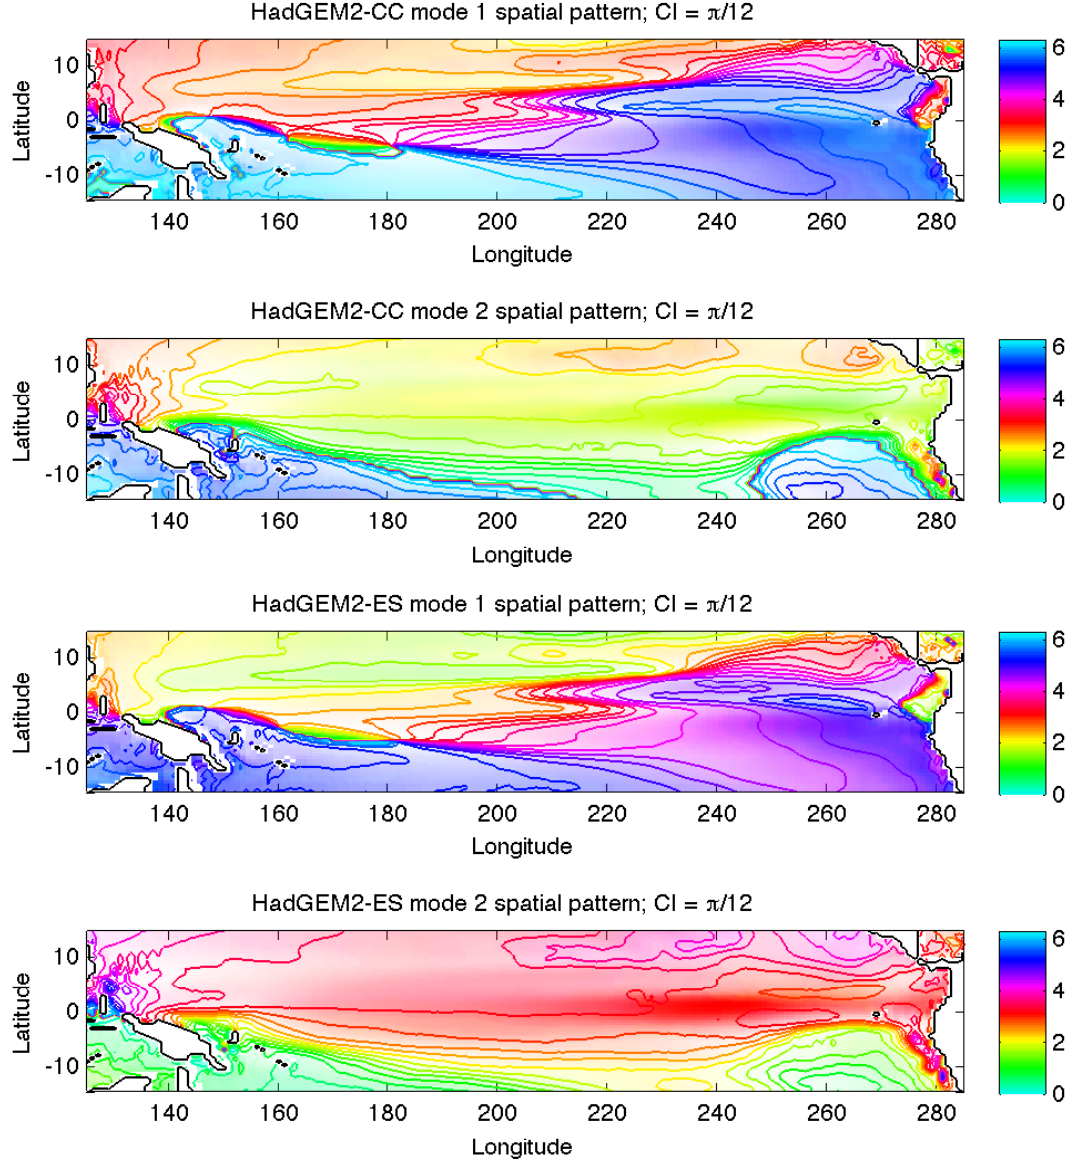 HadGEM2-CC mode 1 spatial pattern; CI = π/12
Latitude
10
0
-10
140 160 180 200 220 240 260 280
Longitude
6
4
2
0
HadGEM2-CC mode 2 spatial pattern; CI = π/12
Latitude
10
0
-10
140 160 180 200 220 240 260 280
Longitude
6
4
2
0
HadGEM2-ES mode 1 spatial pattern; CI = π/12
Latitude
10
0
-10
140 160 180 200 220 240 260 280
Longitude
6
4
2
0
HadGEM2-ES mode 2 spatial pattern; CI = π/12
Latitude
10
0
-10
140 160 180 200 220 240 260 280
Longitude
6
4
2
0